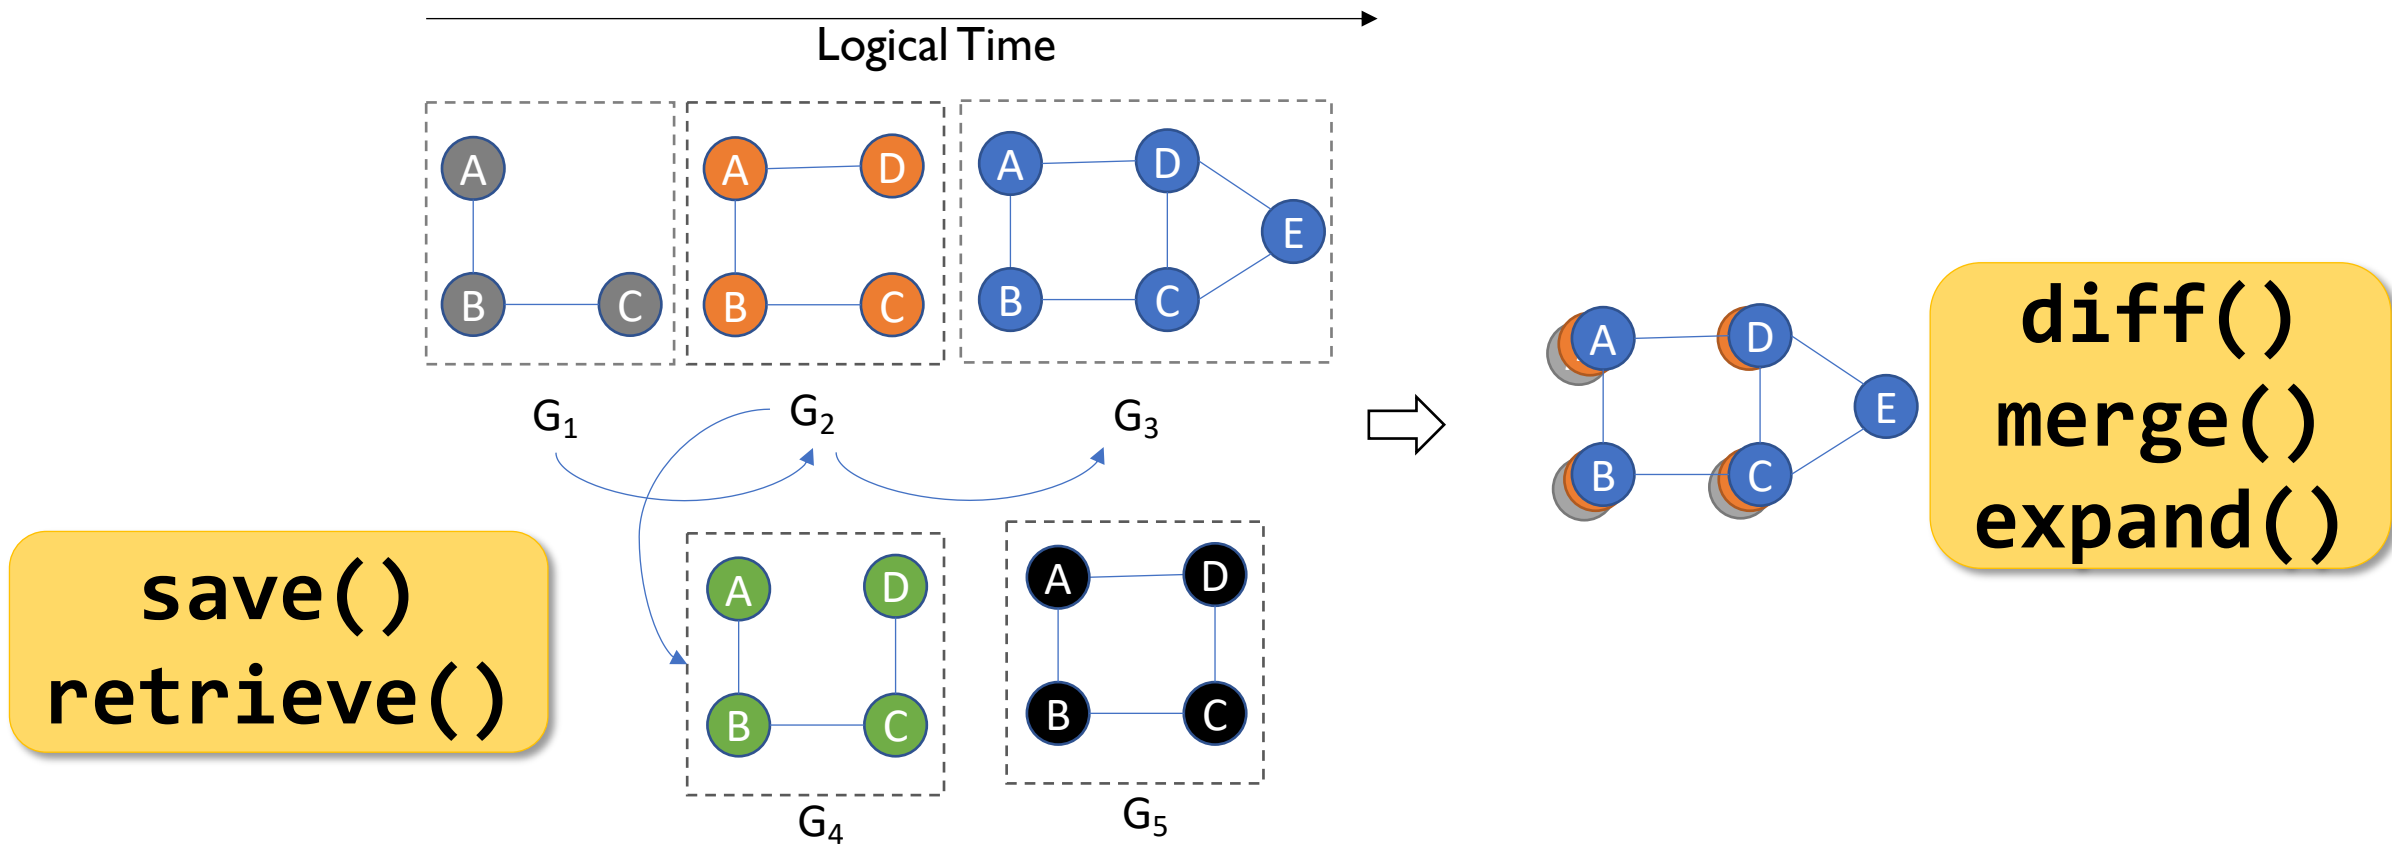 Logical Time
A
D
A
D
A
D
E
B
C
B
C
B
C
G1
G2
G3
A
D
E
B
C
diff()
merge()
expand()
save()
retrieve()
A
D
B
C
A
D
B
C
G4
G5